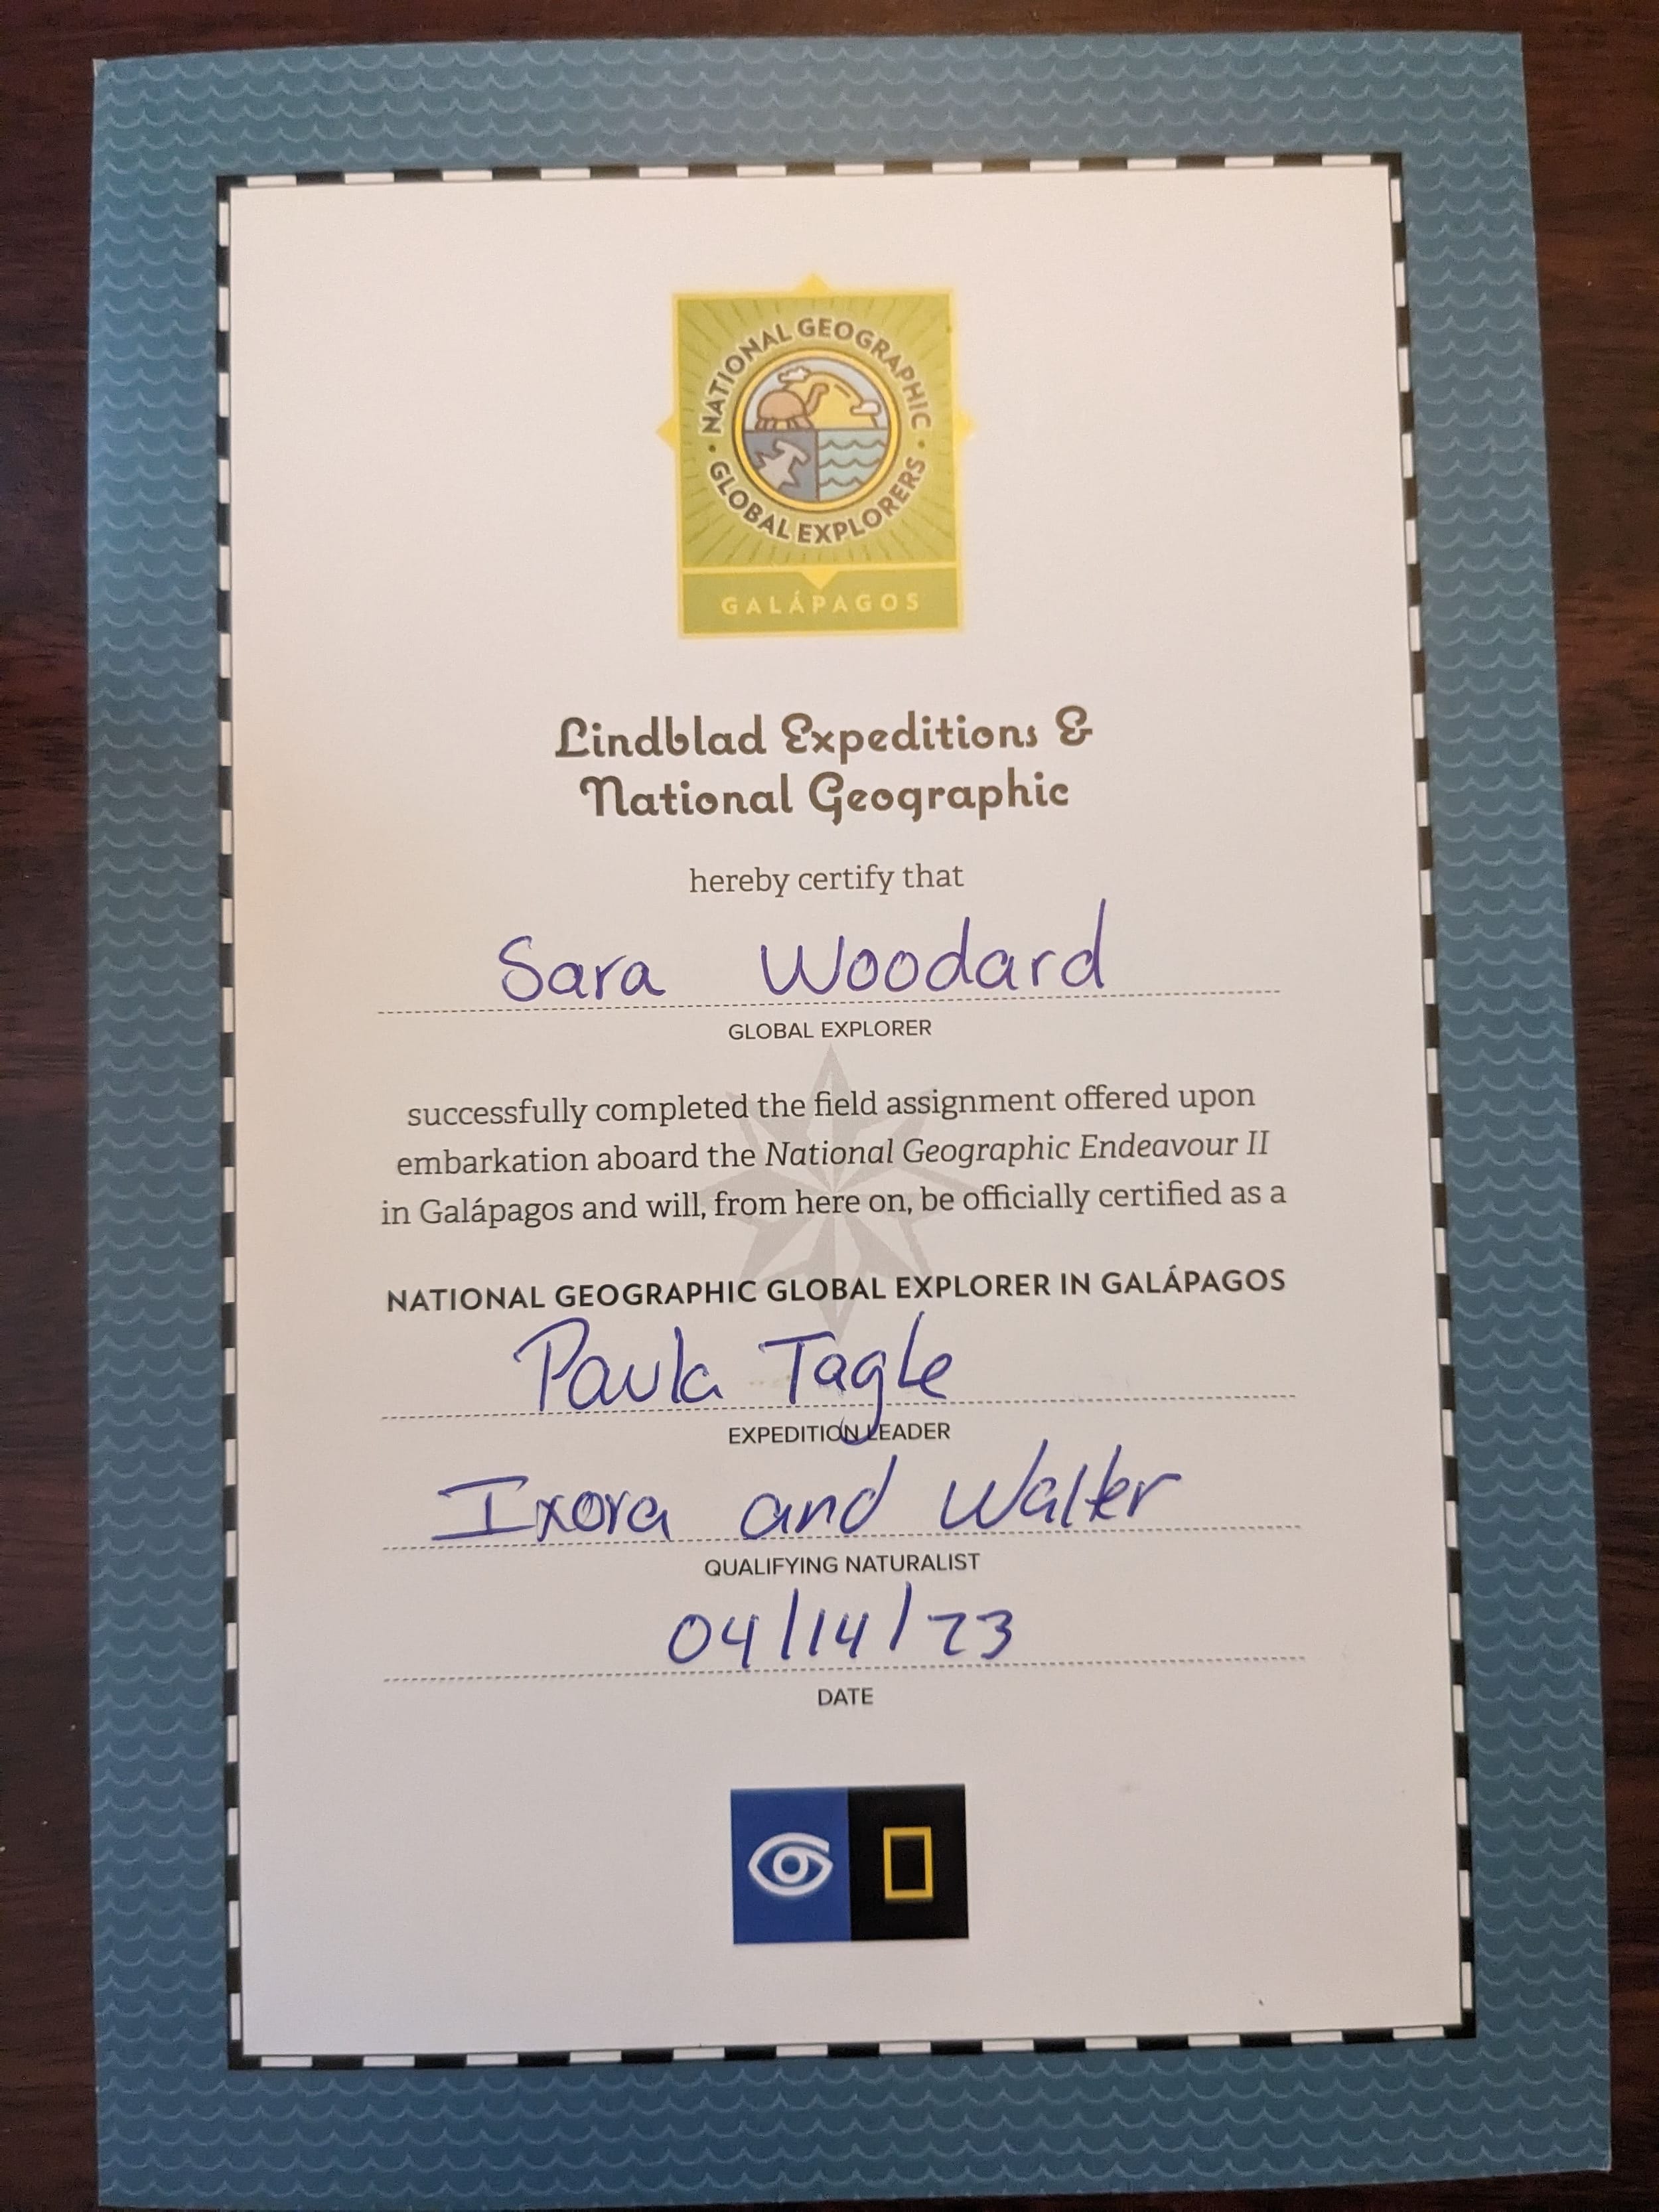 NATIONAL GEOGRAPHIC
GLOBAL EXPLORERS
GALÁPAGOS
Lindblad Expeditions &
National Geographic
hereby certify that
Sara Woodard
GLOBAL EXPLORER
successfully completed the field assignment offered upon
embarkation aboard the National Geographic Endeavour II
in Galápagos and will, from here on, be officially certified as a
NATIONAL GEOGRAPHIC GLOBAL EXPLORER IN GALÁPAGOS
Paula Tagle
EXPEDITION LEADER
Ixora and Walter
QUALIFYING NATURALIST
04/14/23
DATE